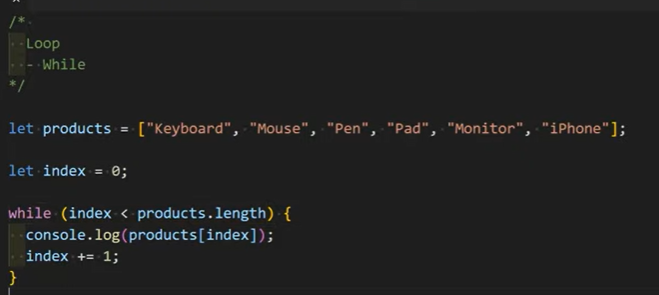 /*
  Loop
  - While
*/
let products = ["Keyboard", "Mouse", "Pen", "Pad", "Monitor", "iPhone"];
let index = 0;
while (index < products.length) {
  console.log(products[index]);
  index += 1;
}